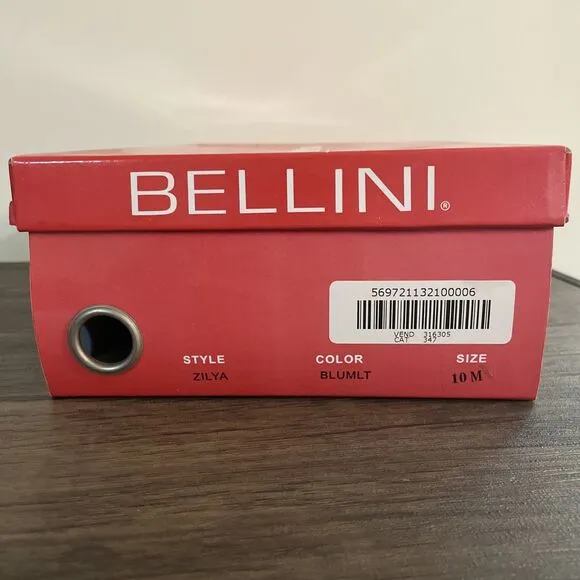 BELLINI®
569721132100006
VEND 316305
CAT 347
STYLE COLOR SIZE
ZILYA BLUMLT 10 M